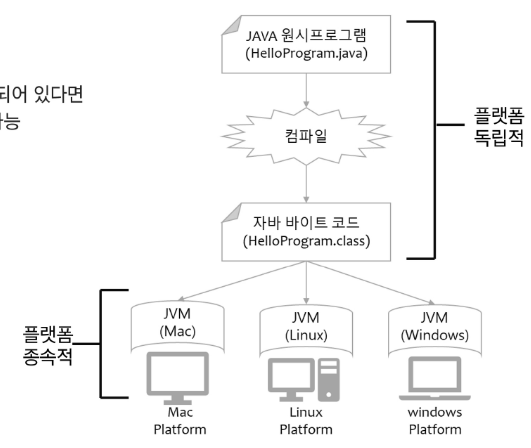 JAVA 원시프로그램
(HelloProgram.java)
되어 있다면
능
컴파일
플랫폼
독립적
자바 바이트 코드
(HelloProgram.class)
플랫폼
종속적
JVM
(Mac)
JVM
(Linux)
JVM
(Windows)
Mac
Platform
Linux
Platform
windows
Platform